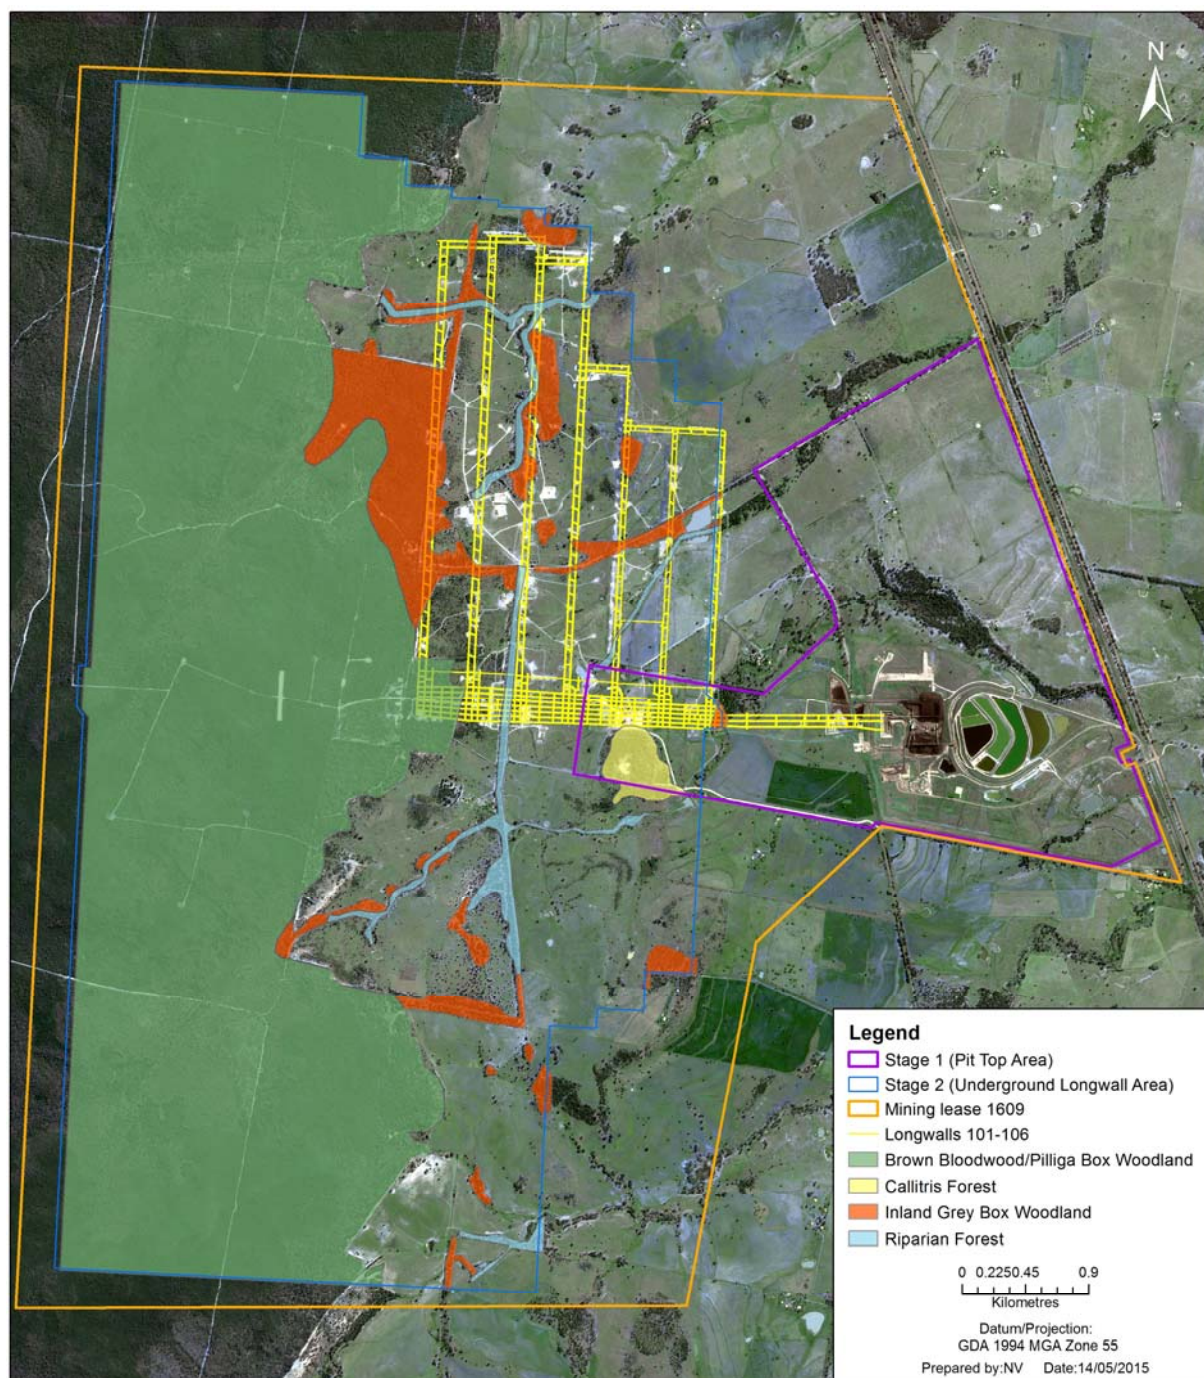 N
Legend
Stage 1 (Pit Top Area)
Stage 2 (Underground Longwall Area)
Mining lease 1609
Longwalls 101-106
Brown Bloodwood/Pilliga Box Woodland
Callitris Forest
Inland Grey Box Woodland
Riparian Forest
0 0.2250.45 0.9
Kilometres
Datum/Projection:
GDA 1994 MGA Zone 55
Prepared by:NV Date:14/05/2015